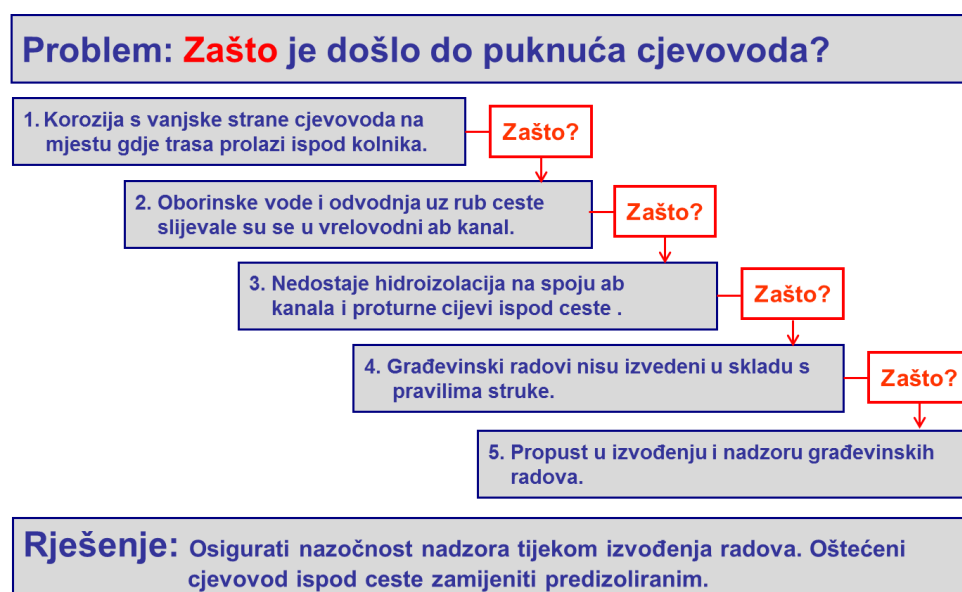 Problem: Zašto je došlo do puknuća cjevovoda?
1. Korozija s vanjske strane cjevovoda na
mjestu gdje trasa prolazi ispod kolnika.
Zašto?
2. Oborinske vode i odvodnja uz rub ceste
slijevale su se u vrelovodni ab kanal.
Zašto?
3. Nedostaje hidroizolacija na spoju ab
kanala i proturne cijevi ispod ceste .
Zašto?
4. Građevinski radovi nisu izvedeni u skladu s
pravilima struke.
Zašto?
5. Propust u izvođenju i nadzoru građevinskih
radova.
Rješenje: Osigurati nazočnost nadzora tijekom izvođenja radova. Oštećeni
cjevovod ispod ceste zamijeniti predizoliranim.